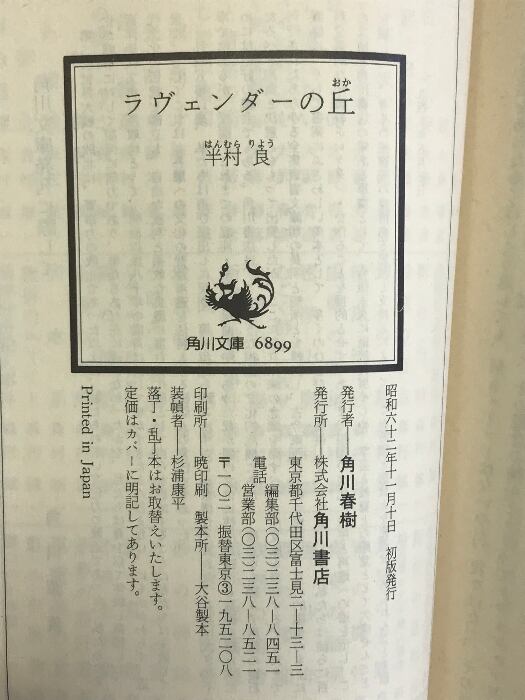 ラヴェンダーの丘
おか
半村 良
はんむら りよう
角川文庫 6899
昭和六十二年十一月十日 初版発行
発行者──角川春樹
発行所──株式会社角川書店
東京都千代田区富士見二―十三―三
電話 編集部(〇三)二三八―八四五一
営業部(〇三)二三八―八五二一
〒一〇二 振替東京③一九五二〇八
印刷所──暁印刷 製本所──大谷製本
装幀者──杉浦康平
落丁・乱丁本はお取替えいたします。
定価はカバーに明記してあります。
Printed in Japan